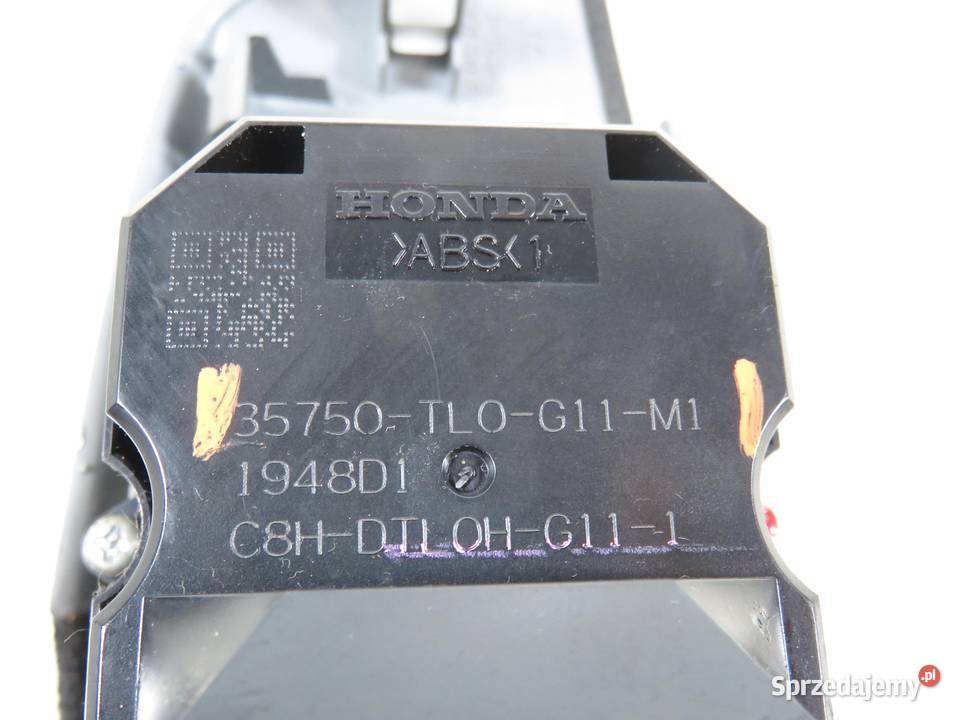 HONDA
>ABS<1
35750-TL0-G11-M1
1948D1
C8H-DTL0H-G11-1
Sprzedajemy.pl